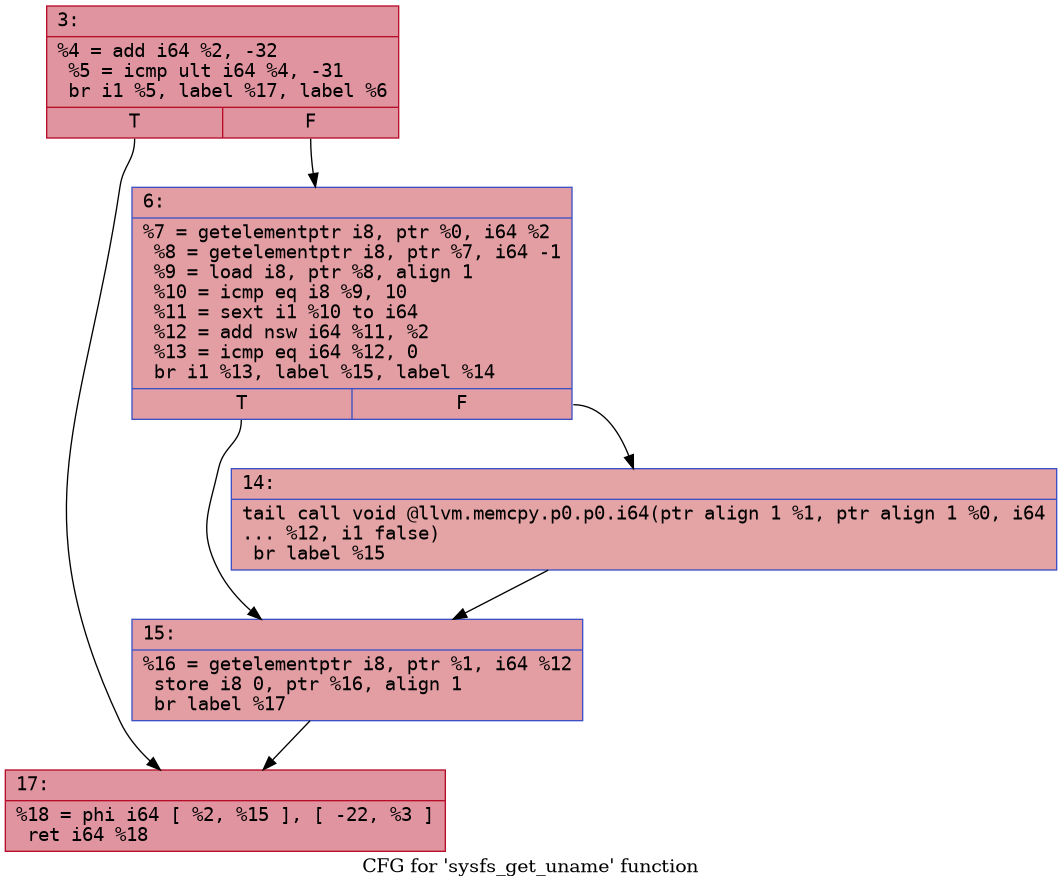 3:
%4 = add i64 %2, -32
%5 = icmp ult i64 %4, -31
br i1 %5, label %17, label %6
T F
6:
%7 = getelementptr i8, ptr %0, i64 %2
%8 = getelementptr i8, ptr %7, i64 -1
%9 = load i8, ptr %8, align 1
%10 = icmp eq i8 %9, 10
%11 = sext i1 %10 to i64
%12 = add nsw i64 %11, %2
%13 = icmp eq i64 %12, 0
br i1 %13, label %15, label %14
T F
14:
tail call void @llvm.memcpy.p0.p0.i64(ptr align 1 %1, ptr align 1 %0, i64
... %12, i1 false)
br label %15
15:
%16 = getelementptr i8, ptr %1, i64 %12
store i8 0, ptr %16, align 1
br label %17
17:
%18 = phi i64 [ %2, %15 ], [ -22, %3 ]
ret i64 %18
CFG for 'sysfs_get_uname' function